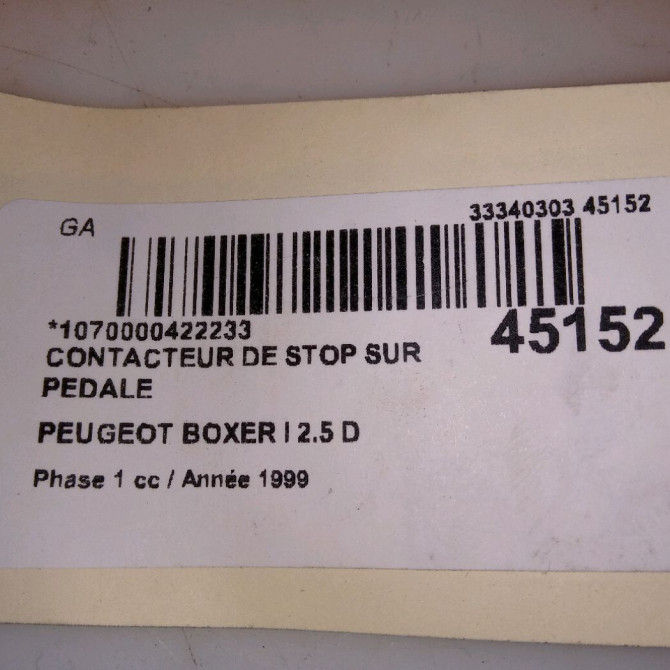 GA
33340303 45152
*1070000422233
45152
CONTACTEUR DE STOP SUR
PEDALE
PEUGEOT BOXER I 2.5 D
Phase 1 cc / Année 1999